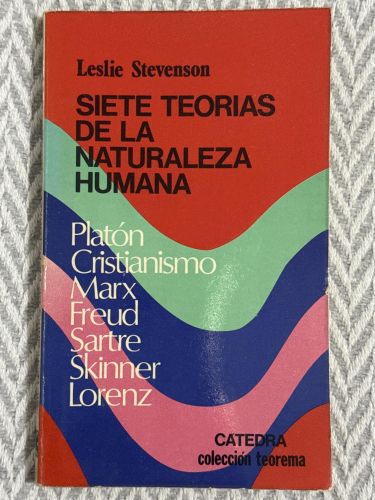 Leslie Stevenson
SIETE TEORIAS
DE LA
NATURALEZA
HUMANA
Platón
Cristianismo
Marx
Freud
Sartre
Skinner
Lorenz
CATEDRA
colección teorema